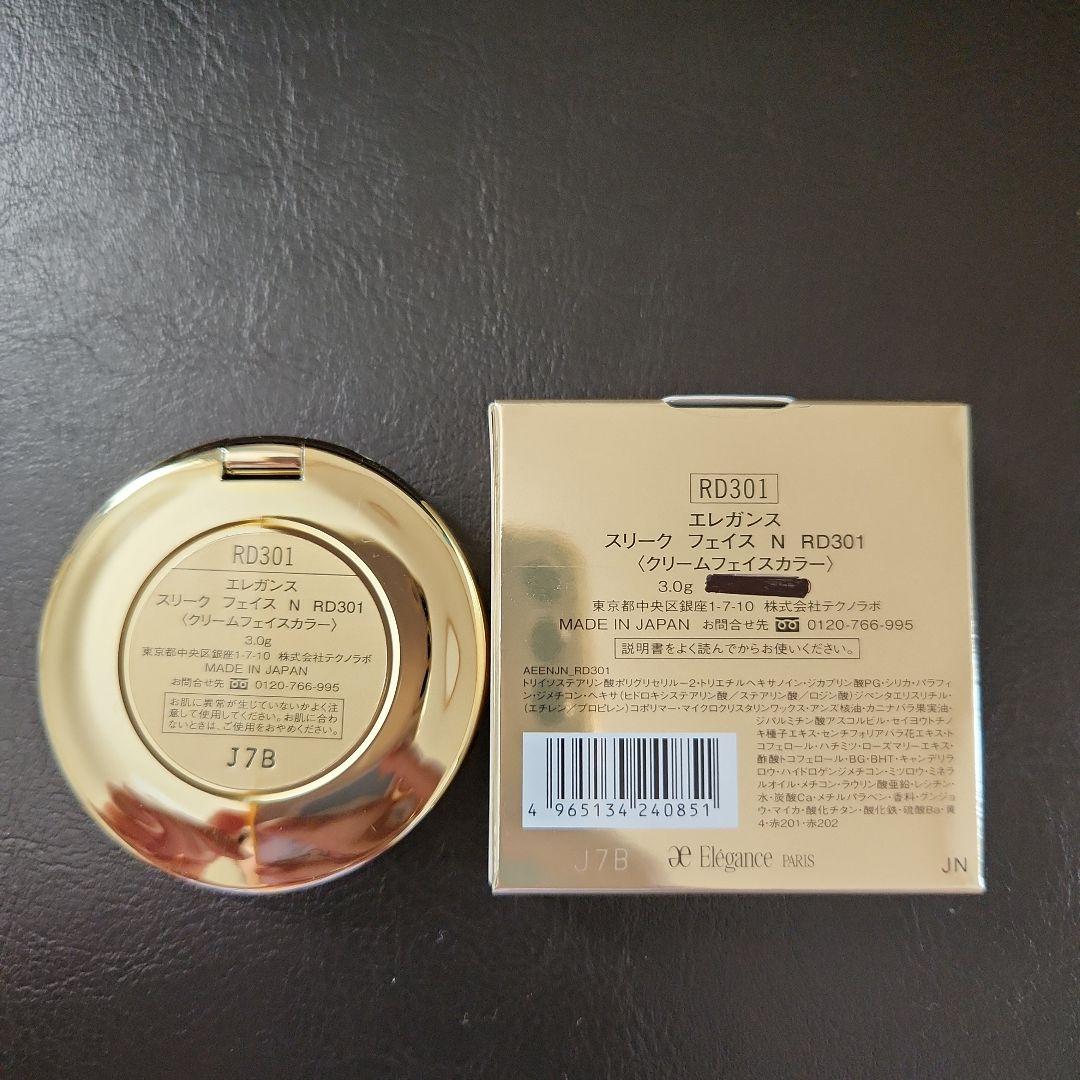 RD301
エレガンス
スリーク フェイス N RD301
〈クリームフェイスカラー〉
3.0g
東京都中央区銀座1-7-10 株式会社テクノラボ
MADE IN JAPAN
お問合せ先 0120-766-995
お肌に異常が生じていないかよく注
意して使用してください。お肌に合わ
ないときは、ご使用をおやめください。
J7B
RD301
エレガンス
スリーク フェイス N RD301
〈クリームフェイスカラー〉
3.0g
東京都中央区銀座1-7-10 株式会社テクノラボ
MADE IN JAPAN お問合せ先 0120-766-995
説明書をよく読んでからお使いください。
AEENJN_RD301
トリイソステアリン酸ポリグリセリル-2・トリエチルヘキサノイン・ジカプリン酸PG・シリカ・パラフィ
ン・ジメチコン・ヘキサ(ヒドロキシステアリン酸/ステアリン酸/ロジン酸)ジペンタエリスリチル・
(エチレン/プロピレン)コポリマー・マイクロクリスタリンワックス・アンズ核油・カニナバラ果実油・
ジパルミチン酸アスコルビル・セイヨウトチノ
キ種子エキス・センチフォリアバラ花エキス・ト
コフェロール・ハチミツ・ローズマリーエキス・
酢酸トコフェロール・BG・BHT・キャンデリラ
ロウ・ハイドロゲンジメチコン・ミツロウ・ミネラ
ルオイル・メチコン・ラウリン酸亜鉛・レシチン・
水・炭酸Ca・メチルパラベン・香料・グンジョ
ウ・マイカ・酸化チタン・酸化鉄・硫酸Ba・黄
4・赤201・赤202
4 965134 240851
J7B æ Elégance PARIS
JN